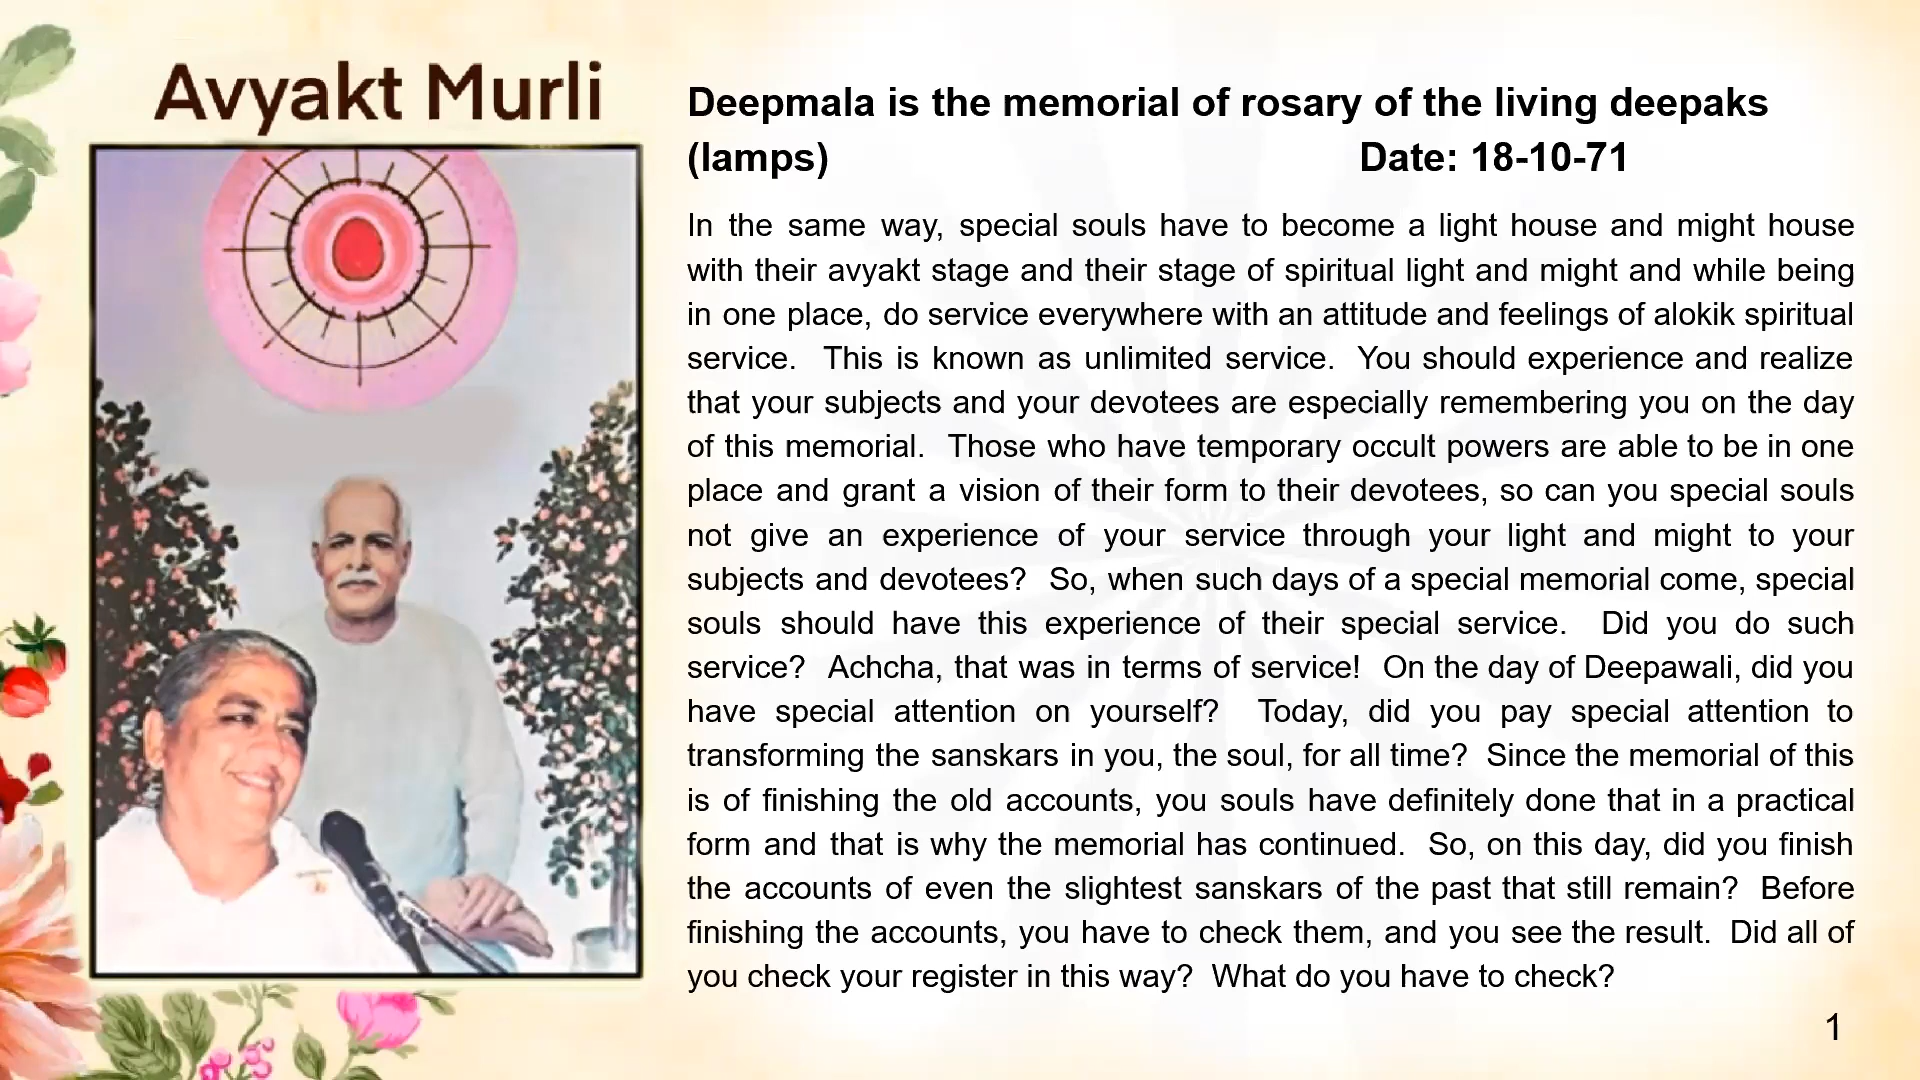 Avyakt Murli
Deepmala is the memorial of rosary of the living deepaks
(lamps) Date: 18-10-71
In the same way, special souls have to become a light house and might house
with their avyakt stage and their stage of spiritual light and might and while being
in one place, do service everywhere with an attitude and feelings of alokik spiritual
service. This is known as unlimited service. You should experience and realize
that your subjects and your devotees are especially remembering you on the day
of this memorial. Those who have temporary occult powers are able to be in one
place and grant a vision of their form to their devotees, so can you special souls
not give an experience of your service through your light and might to your
subjects and devotees? So, when such days of a special memorial come, special
souls should have this experience of their special service. Did you do such
service? Achcha, that was in terms of service! On the day of Deepawali, did you
have special attention on yourself? Today, did you pay special attention to
transforming the sanskars in you, the soul, for all time? Since the memorial of this
is of finishing the old accounts, you souls have definitely done that in a practical
form and that is why the memorial has continued. So, on this day, did you finish
the accounts of even the slightest sanskars of the past that still remain? Before
finishing the accounts, you have to check them, and you see the result. Did all of
you check your register in this way? What do you have to check?
1